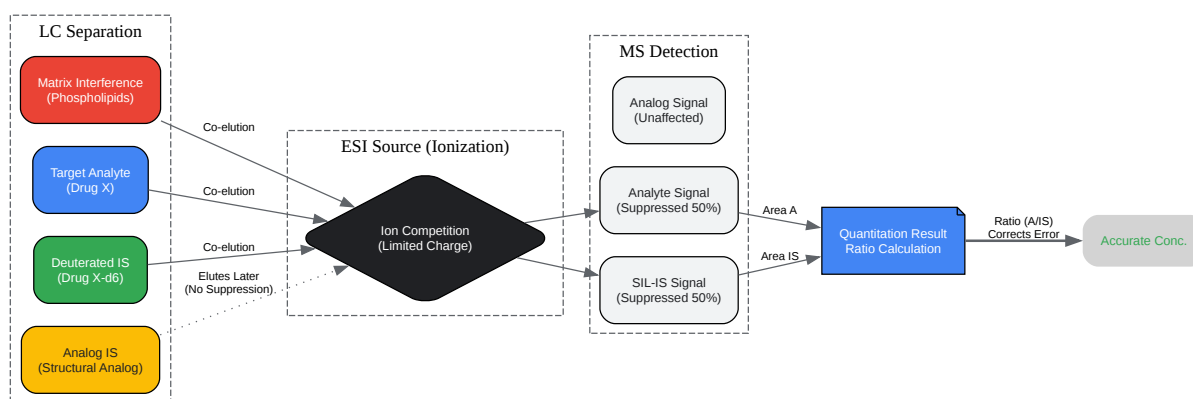 LC Separation
Matrix Interference
(Phospholipids)
Target Analyte
(Drug X)
Deuterated IS
(Drug X-d6)
Analog IS
(Structural Analog)
Co-elution
Co-elution
Co-elution
Elutes Later
(No Suppression)
ESI Source (Ionization)
Ion Competition
(Limited Charge)
MS Detection
Analog Signal
(Unaffected)
Analyte Signal
(Suppressed 50%)
SIL-IS Signal
(Suppressed 50%)
Area A
Area IS
Quantitation Result
Ratio Calculation
Ratio (A/IS)
Corrects Error
Accurate Conc.